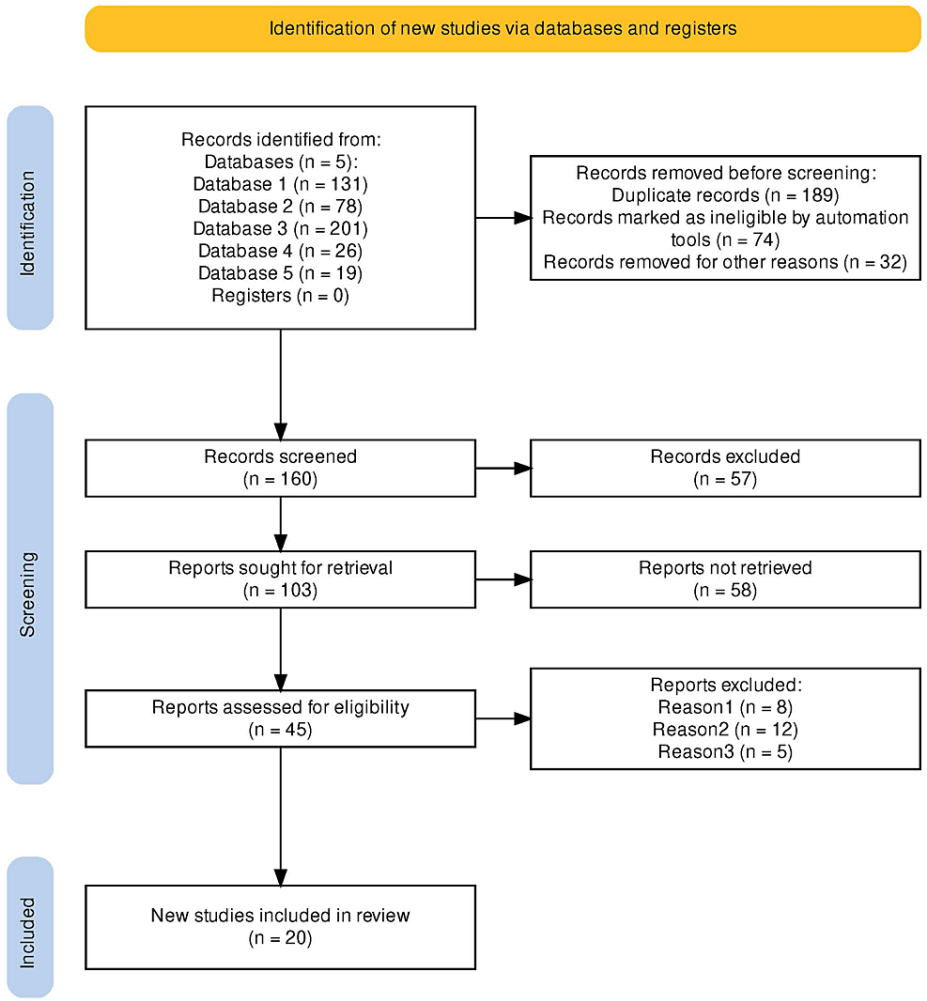 Identification of new studies via databases and registers
Identification
Records identified from:
Databases (n = 5):
Database 1 (n = 131)
Database 2 (n = 78)
Database 3 (n = 201)
Database 4 (n = 26)
Database 5 (n = 19)
Registers (n = 0)
Records removed before screening:
Duplicate records (n = 189)
Records marked as ineligible by automation
tools (n = 74)
Records removed for other reasons (n = 32)
Screening
Records screened
(n = 160)
Records excluded
(n = 57)
Reports sought for retrieval
(n = 103)
Reports not retrieved
(n = 58)
Reports assessed for eligibility
(n = 45)
Reports excluded:
Reason1 (n = 8)
Reason2 (n = 12)
Reason3 (n = 5)
Included
New studies included in review
(n = 20)